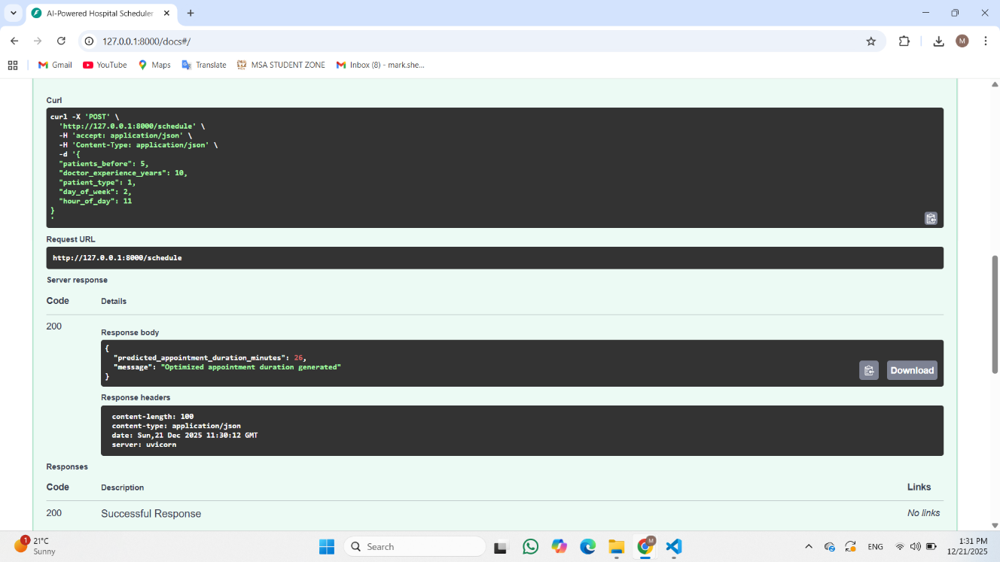 AI-Powered Hospital Scheduler
127.0.0.1:8000/docs#/
M
Gmail
YouTube
Maps
Translate
MSA STUDENT ZONE
Inbox (8) - mark.she...
Curl
curl -X 'POST' \
'http://127.0.0.1:8000/schedule' \
-H 'accept: application/json' \
-H 'Content-Type: application/json' \
-d '{
"patients_before": 5,
"doctor_experience_years": 10,
"patient_type": 1,
"day_of_week": 2,
"hour_of_day": 11
}
'
Request URL
http://127.0.0.1:8000/schedule
Server response
Code Details
200
Response body
{
"predicted_appointment_duration_minutes": 26,
"message": "Optimized appointment duration generated"
}
Download
Response headers
content-length: 100
content-type: application/json
date: Sun,21 Dec 2025 11:30:12 GMT
server: uvicorn
Responses
Code Description Links
200 Successful Response No links
1
21°C
Sunny
Search
M
ENG
1:31 PM
12/21/2025